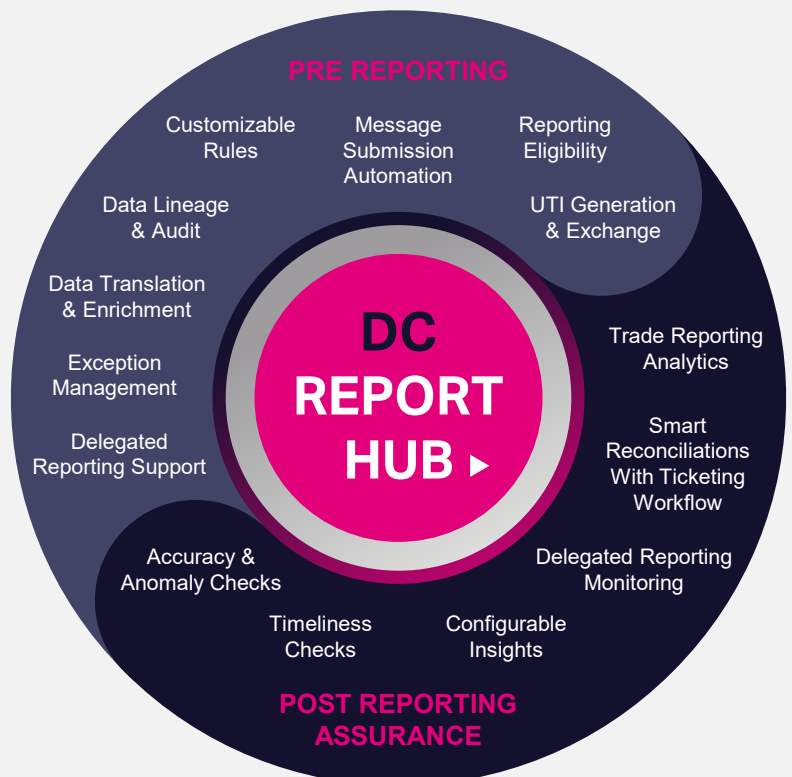 PRE REPORTING
Customizable
Rules
Message
Submission
Automation
Reporting
Eligibility
Data Lineage
& Audit
UTI Generation
& Exchange
Data Translation
& Enrichment
Exception
Management
Delegated
Reporting Support
DC
REPORT
HUB
Trade Reporting
Analytics
Smart
Reconciliations
With Ticketing
Workflow
Delegated Reporting
Monitoring
Accuracy &
Anomaly Checks
Timeliness
Checks
Configurable
Insights
POST REPORTING
ASSURANCE